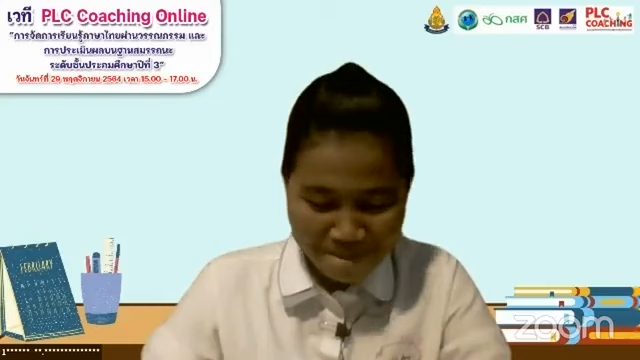 เวที PLC Coaching Online
"การจัดการเรียนรู้ภาษาไทยผ่านวรรณกรรม และ
การประเมินผลบนฐานสมรรถนะ
ระดับชั้นประถมศึกษาปีที่ 3"
วันจันทร์ที่ 29 พฤศจิกายน 2564 เวลา 15.00 - 17.00 น.
กสศ
SCB
PLC
COACHING
FEBRUARY
zoom